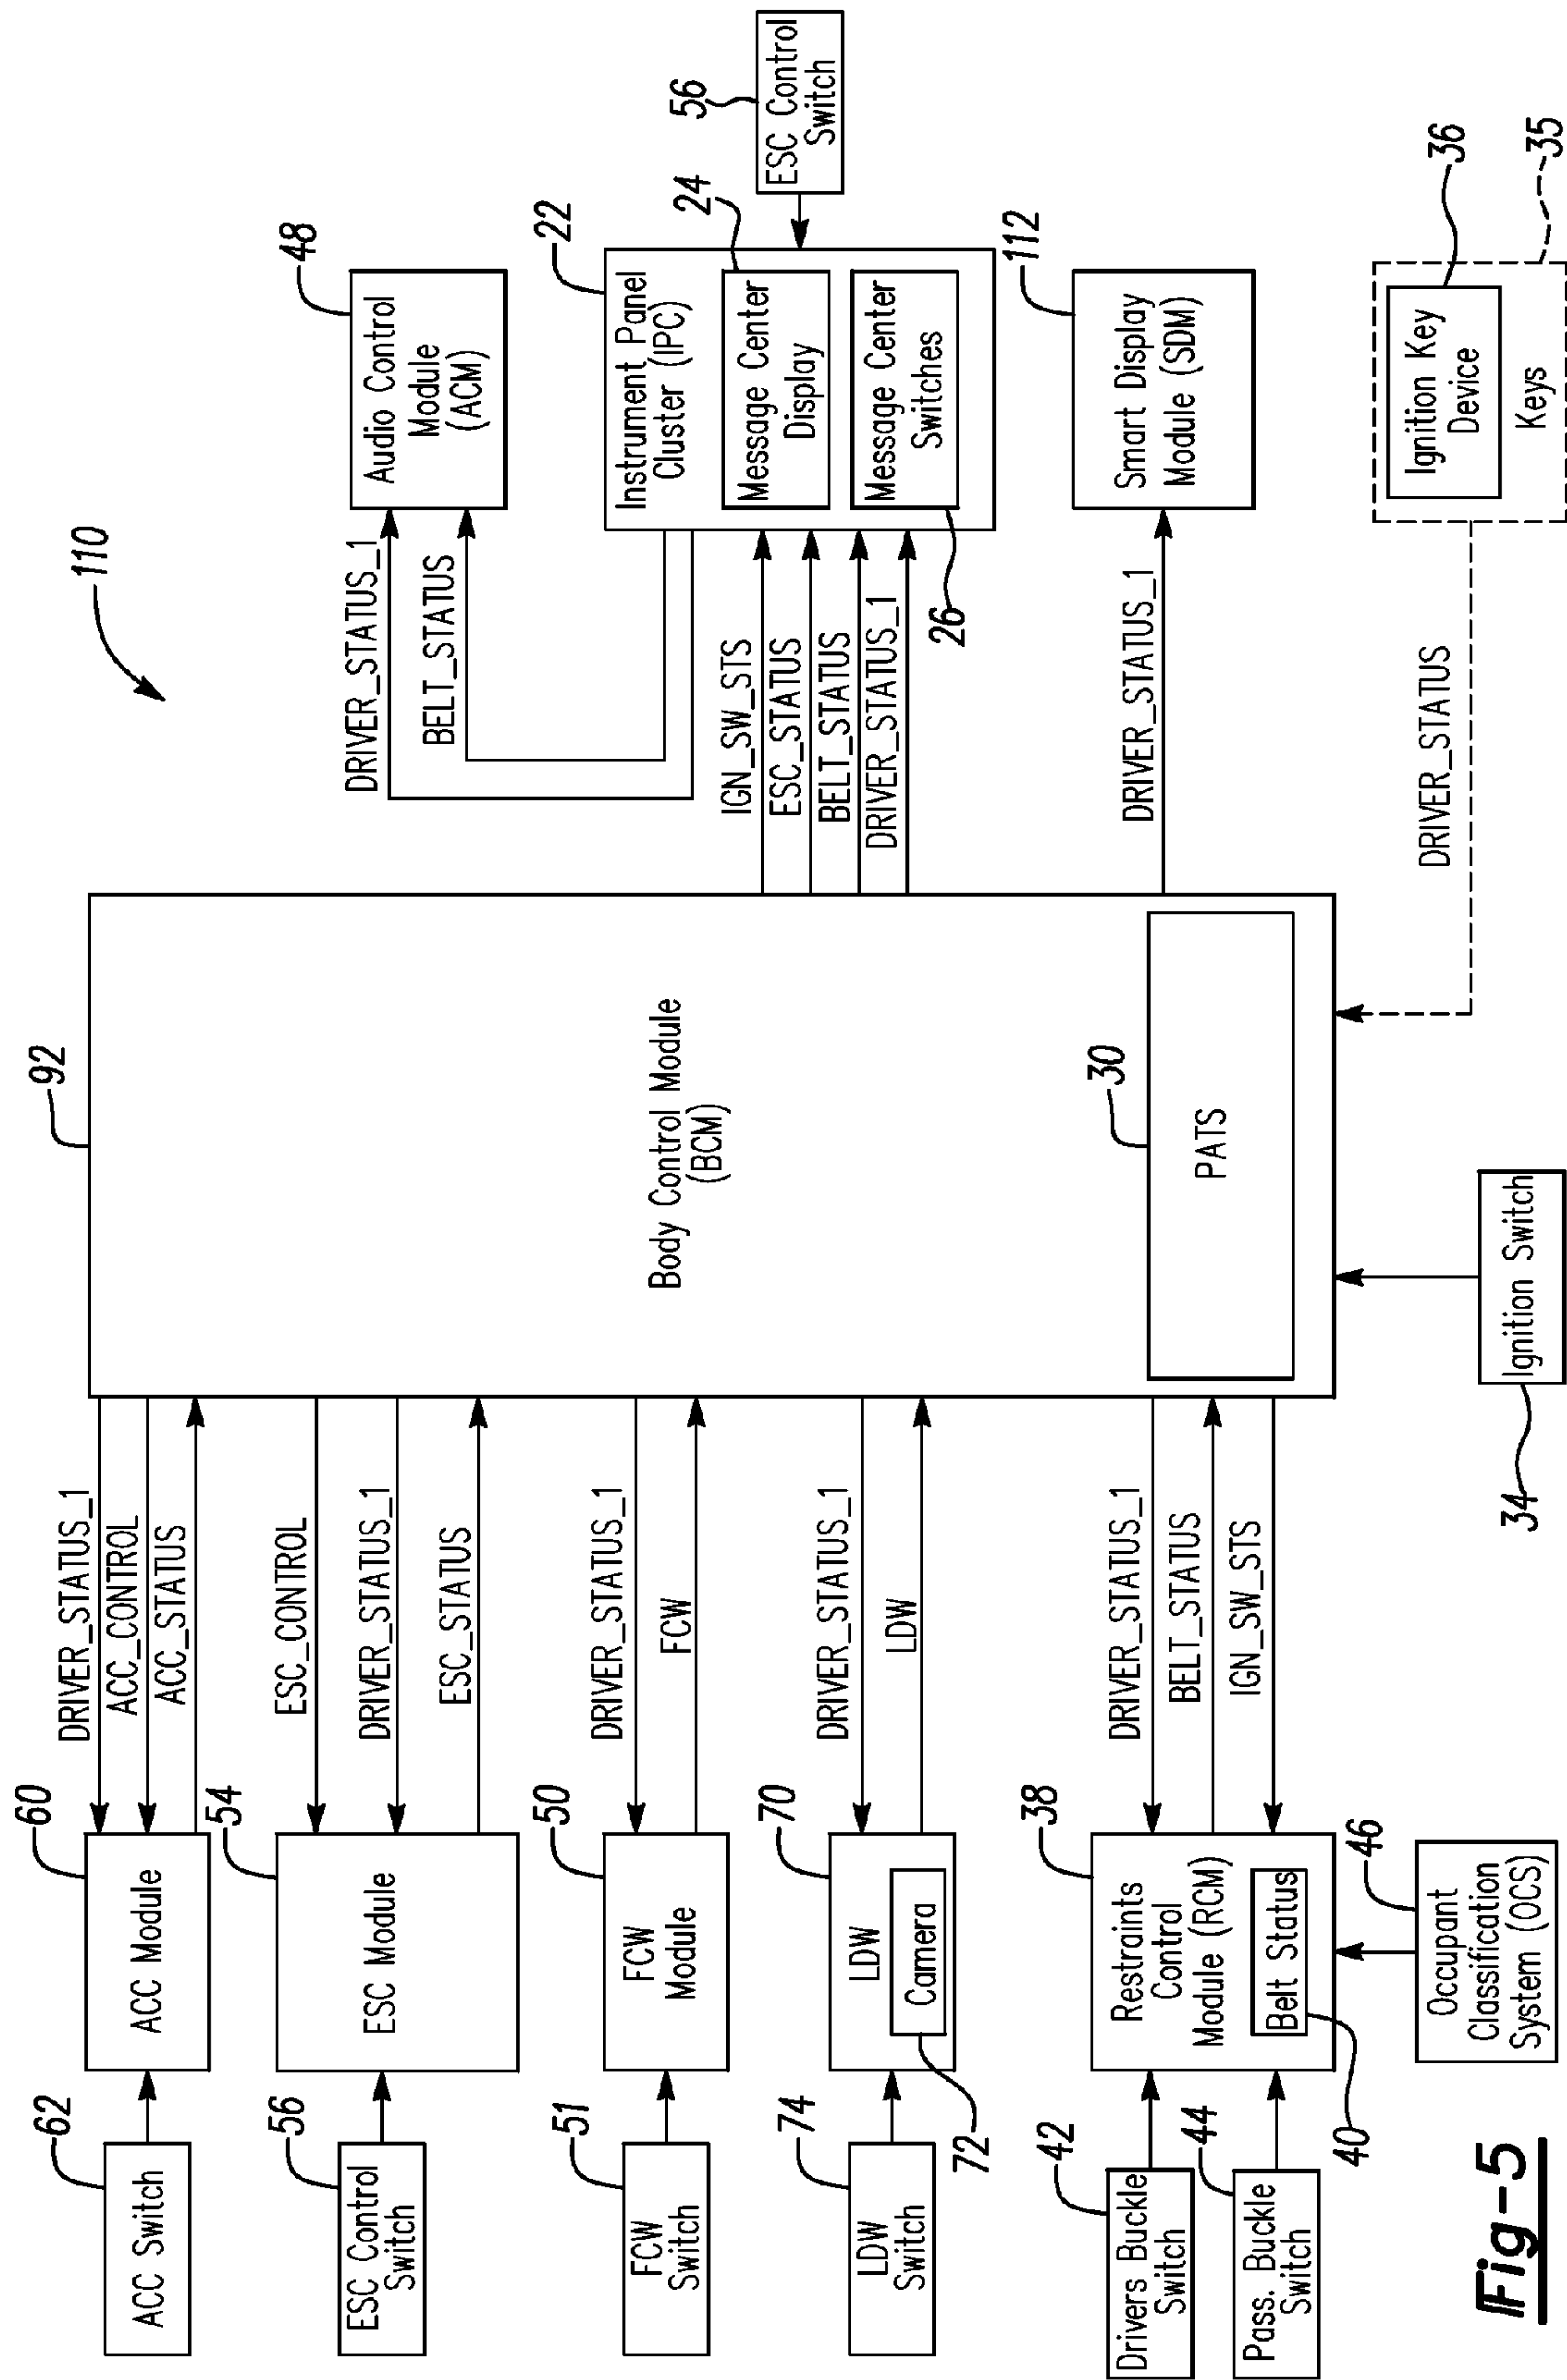 110
62
ACC Switch
60
ACC Module
DRIVER_STATUS_1
ACC_CONTROL
ACC_STATUS
56
ESC Control
Switch
54
ESC Module
ESC_CONTROL
DRIVER_STATUS_1
ESC_STATUS
51
FCW
Switch
50
FCW
Module
DRIVER_STATUS_1
FCW
74
LDW
Switch
70
LDW
Camera
72
DRIVER_STATUS_1
LDW
42
Drivers Buckle
Switch
44
Pass. Buckle
Switch
38
Restraints
Control
Module (RCM)
Belt Status
40
46
Occupant
Classification
System (OCS)
DRIVER_STATUS_1
BELT_STATUS
IGN_SW_STS
92
Body Control Module
(BCM)
30
PATS
34
Ignition Switch
DRIVER_STATUS_1
BELT_STATUS
48
Audio Control
Module
(ACM)
IGN_SW_STS
ESC_STATUS
BELT_STATUS
DRIVER_STATUS_1
22
Instrument Panel
Cluster (IPC)
24
Message Center
Display
Message Center
Switches
26
56
ESC Control
Switch
DRIVER_STATUS_1
112
Smart Display
Module (SDM)
DRIVER_STATUS
36
Ignition Key
Device
Keys
35
Fig-5